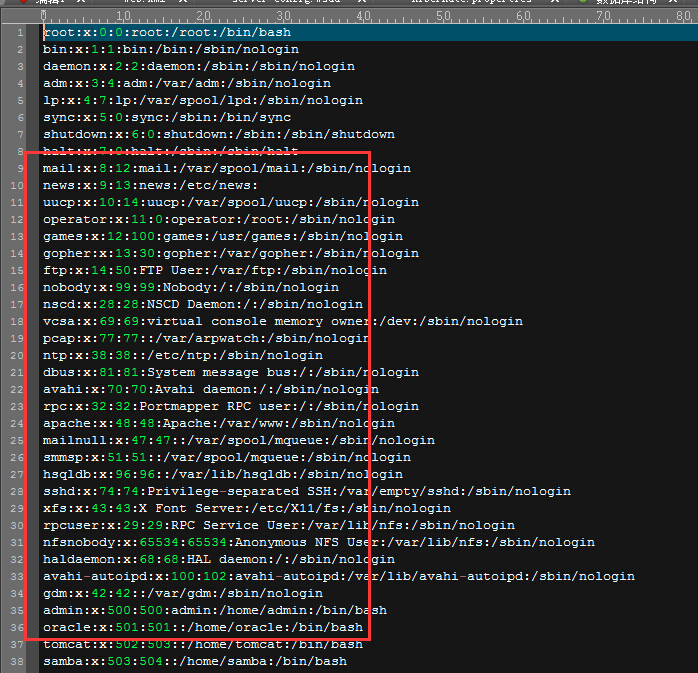 server-config.wsdd
hibernate.properties
数据库结构
0 10 20 30 40 50 60 70 80
1 root:x:0:0:root:/root:/bin/bash
2 bin:x:1:1:bin:/bin:/sbin/nologin
3 daemon:x:2:2:daemon:/sbin:/sbin/nologin
4 adm:x:3:4:adm:/var/adm:/sbin/nologin
5 lp:x:4:7:lp:/var/spool/lpd:/sbin/nologin
6 sync:x:5:0:sync:/sbin:/bin/sync
7 shutdown:x:6:0:shutdown:/sbin:/sbin/shutdown
8 halt:x:7:0:halt:/sbin:/sbin/halt
9 mail:x:8:12:mail:/var/spool/mail:/sbin/nologin
10 news:x:9:13:news:/etc/news:
11 uucp:x:10:14:uucp:/var/spool/uucp:/sbin/nologin
12 operator:x:11:0:operator:/root:/sbin/nologin
13 games:x:12:100:games:/usr/games:/sbin/nologin
14 gopher:x:13:30:gopher:/var/gopher:/sbin/nologin
15 ftp:x:14:50:FTP User:/var/ftp:/sbin/nologin
16 nobody:x:99:99:Nobody:/:/sbin/nologin
17 nscd:x:28:28:NSCD Daemon:/:/sbin/nologin
18 vcsa:x:69:69:virtual console memory owner:/dev:/sbin/nologin
19 pcap:x:77:77::/var/arpwatch:/sbin/nologin
20 ntp:x:38:38::/etc/ntp:/sbin/nologin
21 dbus:x:81:81:System message bus:/:/sbin/nologin
22 avahi:x:70:70:Avahi daemon:/:/sbin/nologin
23 rpc:x:32:32:Portmapper RPC user:/:/sbin/nologin
24 apache:x:48:48:Apache:/var/www:/sbin/nologin
25 mailnull:x:47:47::/var/spool/mqueue:/sbin/nologin
26 smmsp:x:51:51::/var/spool/mqueue:/sbin/nologin
27 hsqldb:x:96:96::/var/lib/hsqldb:/sbin/nologin
28 sshd:x:74:74:Privilege-separated SSH:/var/empty/sshd:/sbin/nologin
29 xfs:x:43:43:X Font Server:/etc/X11/fs:/sbin/nologin
30 rpcuser:x:29:29:RPC Service User:/var/lib/nfs:/sbin/nologin
31 nfsnobody:x:65534:65534:Anonymous NFS User:/var/lib/nfs:/sbin/nologin
32 haldaemon:x:68:68:HAL daemon:/:/sbin/nologin
33 avahi-autoipd:x:100:102:avahi-autoipd:/var/lib/avahi-autoipd:/sbin/nologin
34 gdm:x:42:42::/var/gdm:/sbin/nologin
35 admin:x:500:500:admin:/home/admin:/bin/bash
36 oracle:x:501:501::/home/oracle:/bin/bash
37 tomcat:x:502:503::/home/tomcat:/bin/bash
38 samba:x:503:504::/home/samba:/bin/bash